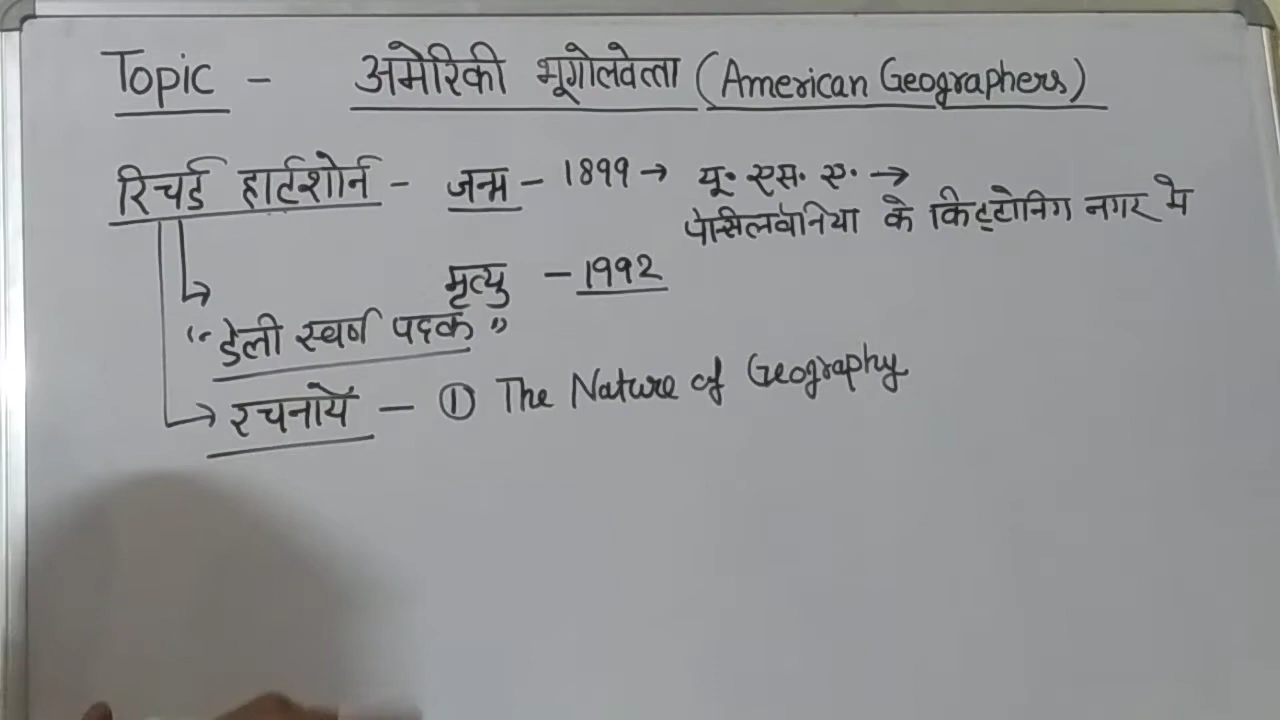 Topic - अमेरिकी भूगोलवेत्ता (American Geographers)
रिचर्ड हार्टशोर्न - जन्म - 1899 → यू. एस. ए. →
पेन्सिलवेनिया के किट्टोनिंग नगर में
मृत्यु - 1992
"डेली स्वर्ण पदक"
रचनायें - ① The Nature of Geography